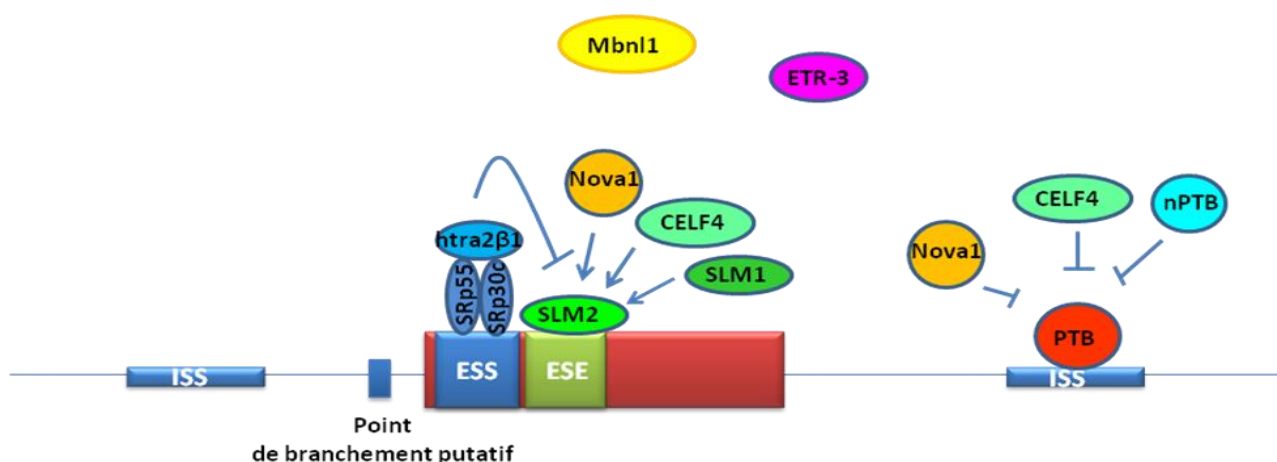 Mbnl1
ETR-3
Nova1
CELF4
SLM1
htra2β1
SRp55
SRp30c
SLM2
CELF4
nPTB
Nova1
PTB
ISS
ESS
ESE
ISS
Point
de branchement putatif